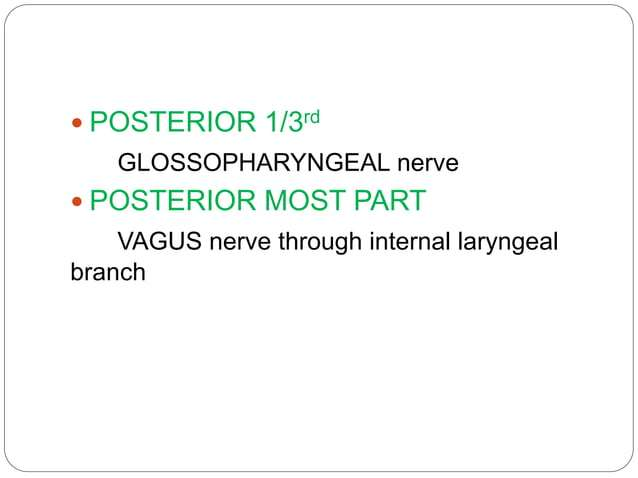 • POSTERIOR 1/3rd
GLOSSOPHARYNGEAL nerve
• POSTERIOR MOST PART
VAGUS nerve through internal laryngeal
branch